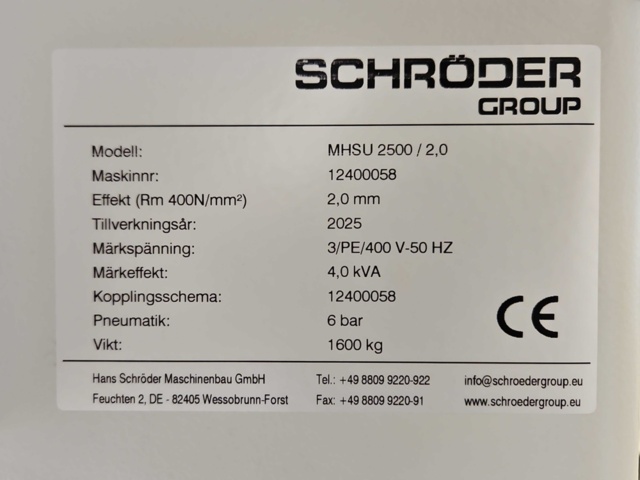 SCHRÖDER
GROUP
Modell: MHSU 2500 / 2,0
Maskinnr: 12400058
Effekt (Rm 400N/mm²) 2,0 mm
Tillverkningsår: 2025
Märkspänning: 3/PE/400 V-50 HZ
Märkeffekt: 4,0 kVA
Kopplingsschema: 12400058
Pneumatik: 6 bar
Vikt: 1600 kg
CE
Hans Schröder Maschinenbau GmbH Tel.: +49 8809 9220-922 info@schroedergroup.eu
Feuchten 2, DE - 82405 Wessobrunn-Forst Fax: +49 8809 9220-91 www.schroedergroup.eu